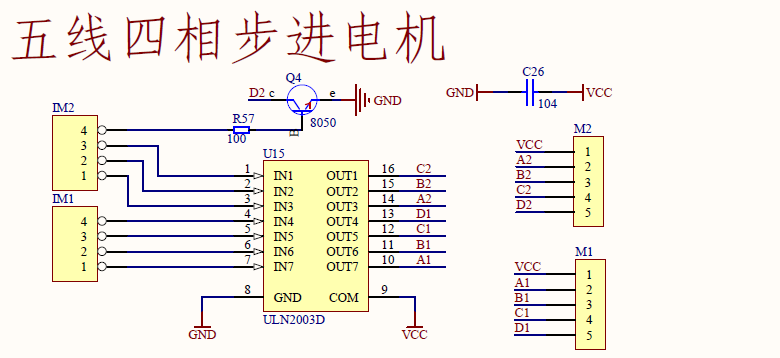 五线四相步进电机
Q4
D2 c e GND
8050
B
R57
100
C26
GND VCC
104
IM2
4
3
2
1
IM1
4
3
2
1
U15
1 IN1 OUT1 16 C2
2 IN2 OUT2 15 B2
3 IN3 OUT3 14 A2
4 IN4 OUT4 13 D1
5 IN5 OUT5 12 C1
6 IN6 OUT6 11 B1
7 IN7 OUT7 10 A1
8 GND COM 9
ULN2003D
GND
VCC
M2
VCC 1
A2 2
B2 3
C2 4
D2 5
M1
VCC 1
A1 2
B1 3
C1 4
D1 5